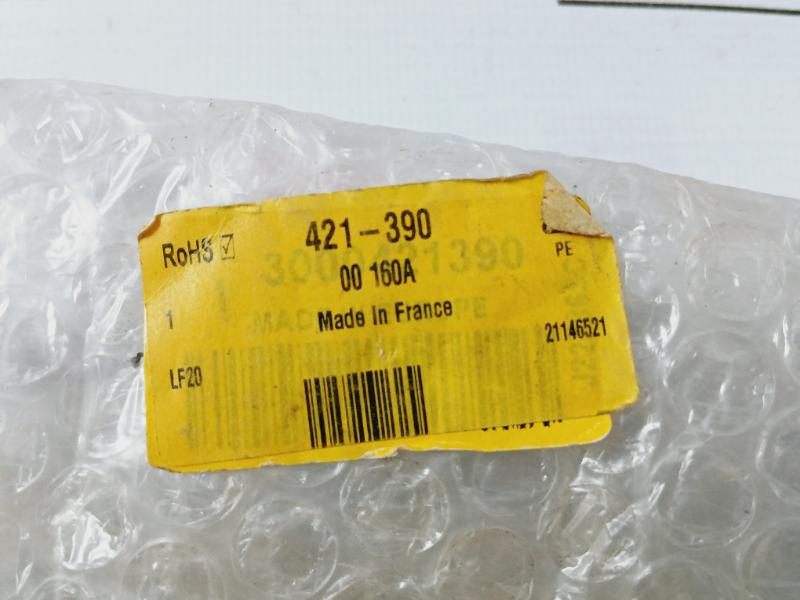 421-390
RoHS
PE
3000421390
00 160A
1
Made In France
21146521
LF20